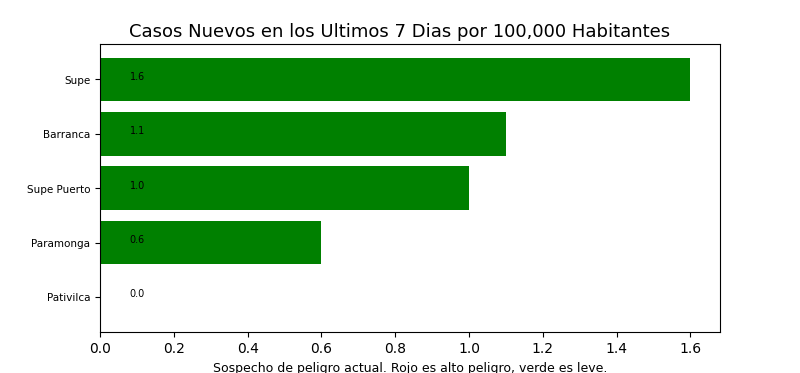 Casos Nuevos en los Ultimos 7 Dias por 100,000 Habitantes
Supe 1.6
Barranca 1.1
Supe Puerto 1.0
Paramonga 0.6
Pativilca 0.0
0.0 0.2 0.4 0.6 0.8 1.0 1.2 1.4 1.6
Sospecho de peligro actual. Rojo es alto peligro, verde es leve.